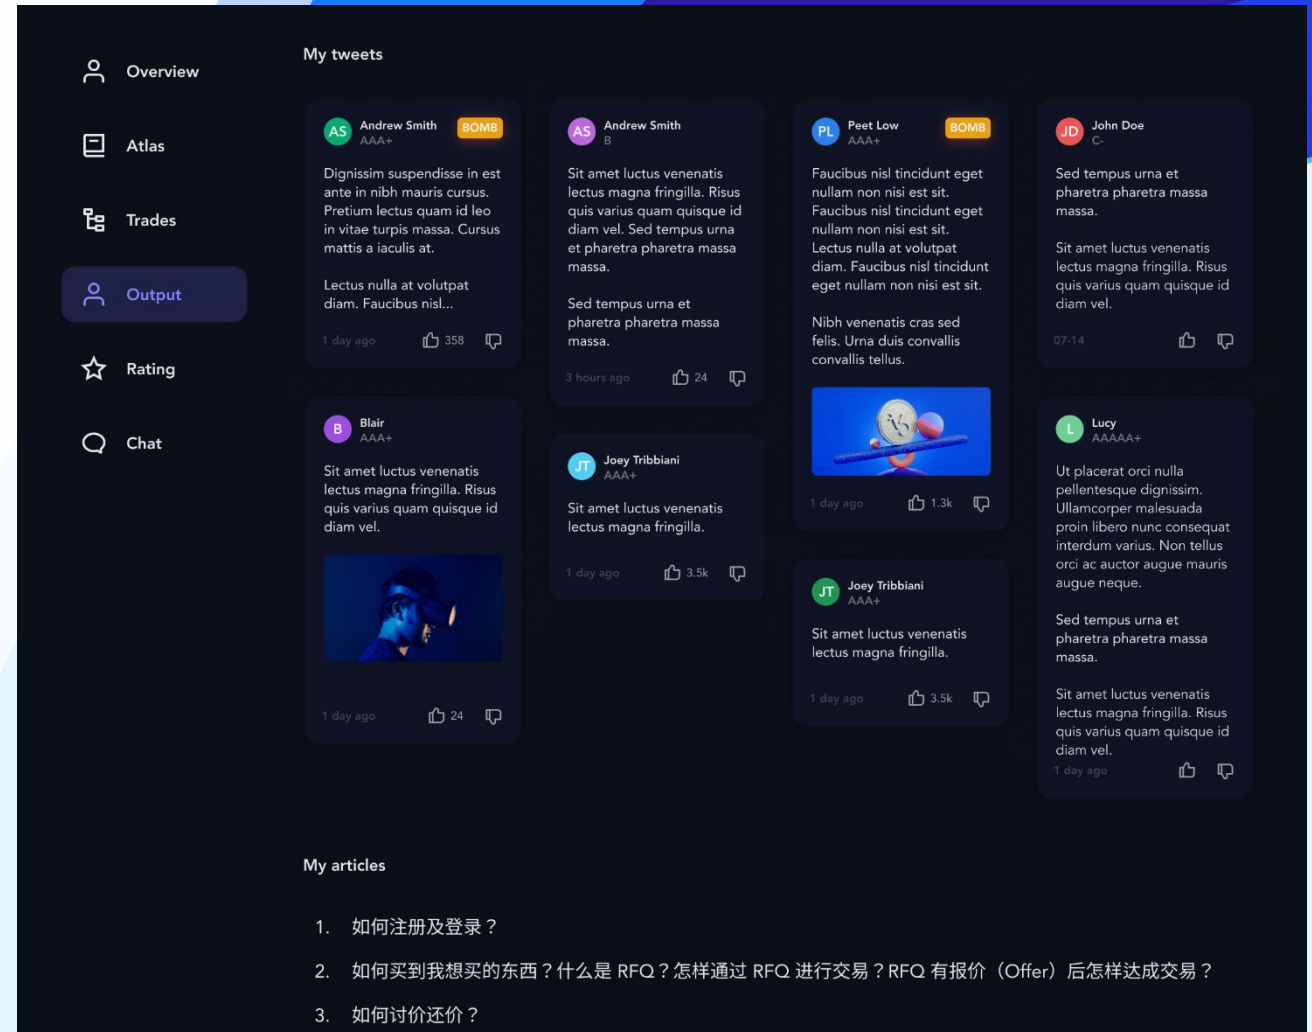 Overview
Atlas
Trades
Output
Rating
Chat
My tweets
AS
Andrew Smith
AAA+
BOMB
Dignissim suspendisse in est
ante in nibh mauris cursus.
Pretium lectus quam id leo
in vitae turpis massa. Cursus
mattis a iaculis at.
Lectus nulla at volutpat
diam. Faucibus nisl...
1 day ago
358
B
Blair
AAA+
Sit amet luctus venenatis
lectus magna fringilla. Risus
quis varius quam quisque id
diam vel.
1 day ago
24
AS
Andrew Smith
B
Sit amet luctus venenatis
lectus magna fringilla. Risus
quis varius quam quisque id
diam vel. Sed tempus urna
et pharetra pharetra massa
massa.
Sed tempus urna et
pharetra pharetra massa
massa.
3 hours ago
24
JT
Joey Tribbiani
AAA+
Sit amet luctus venenatis
lectus magna fringilla.
1 day ago
3.5k
PL
Peet Low
AAA+
BOMB
Faucibus nisl tincidunt eget
nullam non nisi est sit.
Faucibus nisl tincidunt eget
nullam non nisi est sit.
Lectus nulla at volutpat
diam. Faucibus nisl tincidunt
eget nullam non nisi est sit.
Nibh venenatis cras sed
felis. Urna duis convallis
convallis tellus.
1 day ago
1.3k
JT
Joey Tribbiani
AAA+
Sit amet luctus venenatis
lectus magna fringilla.
1 day ago
3.5k
JD
John Doe
C-
Sed tempus urna et
pharetra pharetra massa
massa.
Sit amet luctus venenatis
lectus magna fringilla. Risus
quis varius quam quisque id
diam vel.
07-14
L
Lucy
AAAAA+
Ut placerat orci nulla
pellentesque dignissim.
Ullamcorper malesuada
proin libero nunc consequat
interdum varius. Non tellus
orci ac auctor augue mauris
augue neque.
Sed tempus urna et
pharetra pharetra massa
massa.
Sit amet luctus venenatis
lectus magna fringilla. Risus
quis varius quam quisque id
diam vel.
1 day ago
My articles
1. 如何注册及登录？
2. 如何买到我想买的东西？什么是 RFQ？怎样通过 RFQ 进行交易？RFQ 有报价（Offer）后怎样达成交易？
3. 如何讨价还价？